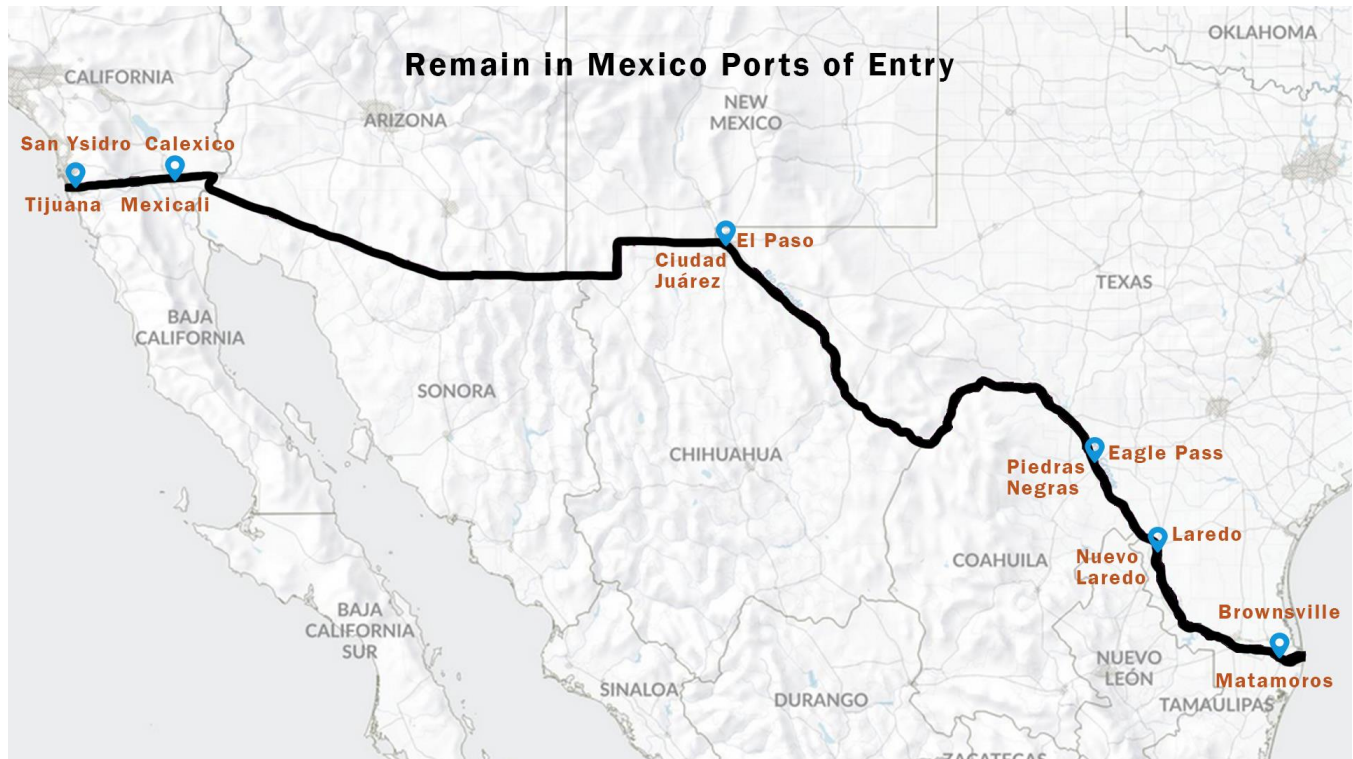 Remain in Mexico Ports of Entry
OKLAHOMA
CALIFORNIA
ARIZONA
NEW
MEXICO
San Ysidro
Calexico
Tijuana
Mexicali
El Paso
Ciudad
Juárez
TEXAS
BAJA
CALIFORNIA
SONORA
CHIHUAHUA
Eagle Pass
Piedras
Negras
COAHUILA
Laredo
Nuevo
Laredo
BAJA
CALIFORNIA
SUR
Brownsville
SINALOA
DURANGO
NUEVO
LEÓN
Matamoros
TAMAULIPAS
ZACATECAS